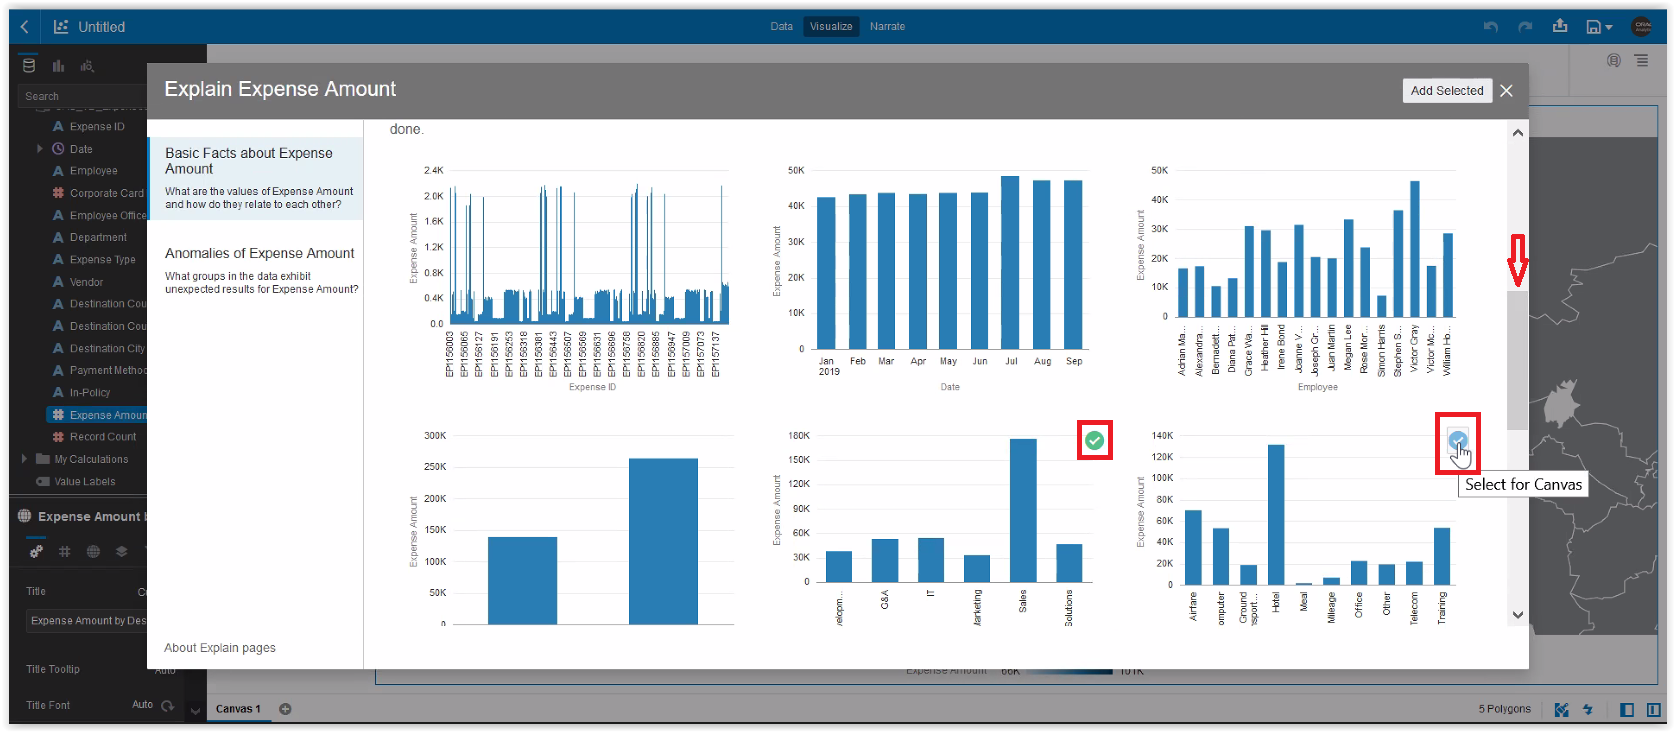 Untitled
Data
Visualize
Narrate
Search
Expense ID
Date
Employee
Corporate Card
Employee Office
Department
Expense Type
Vendor
Destination Cou
Destination Cou
Destination City
Payment Method
In-Policy
Expense Amoun
Record Count
My Calculations
Value Labels
Expense Amount b
Title
Expense Amount by Des
Title Tooltip
Auto
Title Font
Auto
Explain Expense Amount
Add Selected
Basic Facts about Expense
Amount
What are the values of Expense Amount
and how do they relate to each other?
Anomalies of Expense Amount
What groups in the data exhibit
unexpected results for Expense Amount?
About Explain pages
done.
2.4K
2.0K
1.6K
1.2K
0.8K
0.4K
0.0
Expense Amount
EP1156003
EP1156065
EP1156127
EP1156191
EP1156253
EP1156318
EP1156381
EP1156443
EP1156507
EP1156569
EP1156631
EP1156696
EP1156758
EP1156820
EP1156885
EP1156947
EP1157009
EP1157073
EP1157137
Expense ID
50K
40K
30K
20K
10K
0
Expense Amount
Jan
2019
Feb
Mar
Apr
May
Jun
Jul
Aug
Sep
Date
50K
40K
30K
20K
10K
0
Expense Amount
Adrian Ma...
Alexandra...
Bernadett...
Diana Pat...
Grace Wa...
Heather Hill
Irene Bond
Joanne V...
Joseph Gr...
Juan Martin
Megan Lee
Rose Mor...
Simon Harris
Stephen S...
Victor Gray
Victor Mc...
William Ho...
Employee
300K
250K
200K
150K
100K
50K
Expense Amount
180K
150K
120K
90K
60K
30K
0
Expense Amount
velopm...
G&A
IT
Marketing
Sales
Solutions
140K
120K
100K
80K
60K
40K
20K
0
Expense Amount
Airfare
omputer
Ground
nsport...
Hotel
Meal
Mileage
Office
Other
Telecom
Training
Select for Canvas
Expense Amount
66K
101K
Canvas 1
5 Polygons